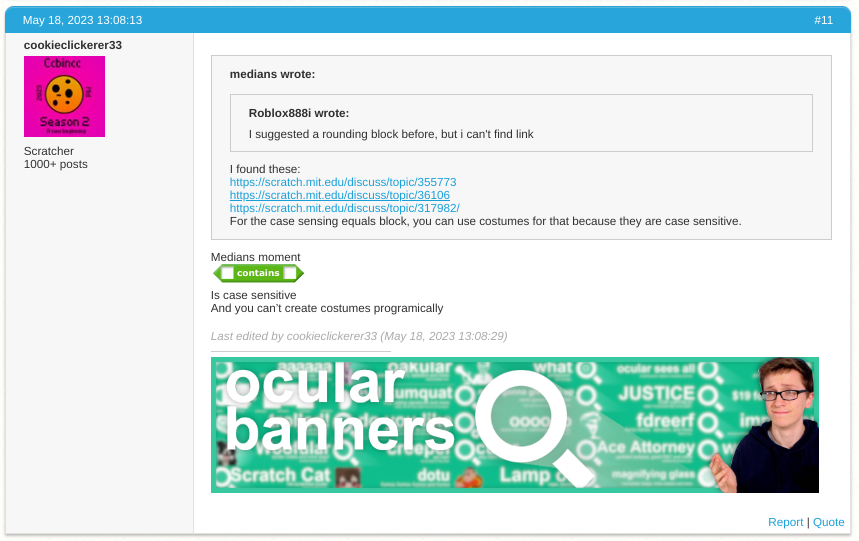 May 18, 2023 13:08:13
#11
cookieclickerer33
Ccbincc
Season 2
Scratcher
1000+ posts
medians wrote:
Roblox888i wrote:
I suggested a rounding block before, but i can't find link
I found these:
https://scratch.mit.edu/discuss/topic/355773
https://scratch.mit.edu/discuss/topic/36106
https://scratch.mit.edu/discuss/topic/317982/
For the case sensing equals block, you can use costumes for that because they are case sensitive.
Medians moment
contains
Is case sensitive
And you can't create costumes programically
Last edited by cookieclickerer33 (May 18, 2023 13:08:29)
ocular
banners
what
ocular sees all
JUSTICE
fdreerf
Ace Attorney
creeper
Scratch Cat
dotu
Lamp
magnifying glass
Report | Quote